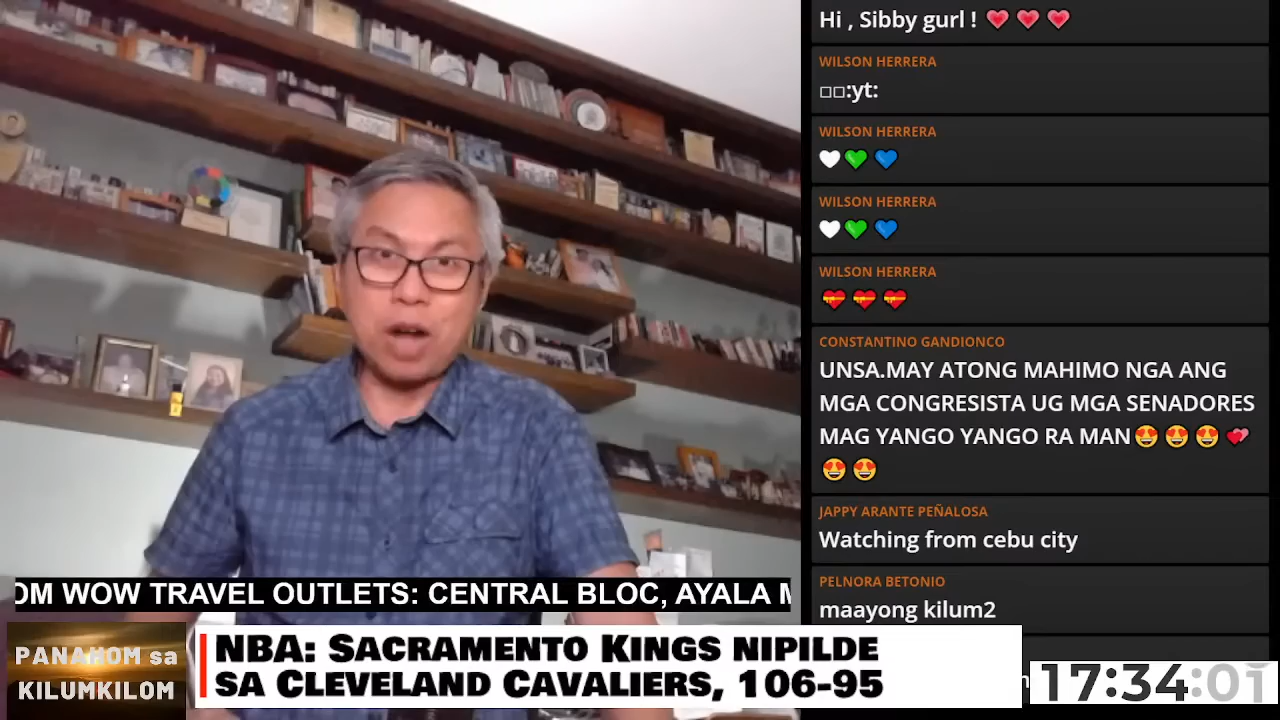 Hi , Sibby gurl !
WILSON HERRERA
:yt:
WILSON HERRERA
WILSON HERRERA
WILSON HERRERA
CONSTANTINO GANDIONCO
UNSA.MAY ATONG MAHIMO NGA ANG
MGA CONGRESISTA UG MGA SENADORES
MAG YANGO YANGO RA MAN
JAPPY ARANTE PEÑALOSA
Watching from cebu city
PELNORA BETONIO
maayong kilum2
OM WOW TRAVEL OUTLETS: CENTRAL BLOC, AYALA M
PANAHOM sa
KILUMKILOM
NBA: SACRAMENTO KINGS NIPILDE
SA CLEVELAND CAVALIERS, 106-95
17:34:01